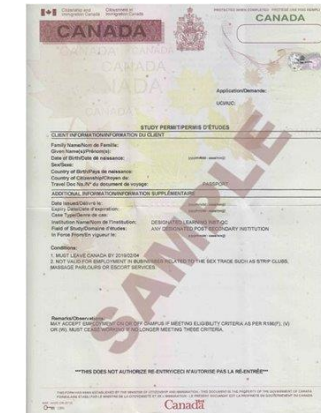 Citizenship and Immigration Canada
Citoyenneté et Immigration Canada
CANADA
CANADA
Application/Demande:
UCI/IUC:
STUDY PERMIT/PERMIS D'ÉTUDES
CLIENT INFORMATION/INFORMATION DU CLIENT
Family Name/Nom de Famille:
Given Name(s)/Prénom(s):
Date of Birth/Date de naissance:
Sex/Sexe:
Country of Birth/Pays de naissance:
Country of Citizenship/Citoyen de:
Travel Doc No./N° du document de voyage: PASSPORT
ADDITIONAL INFORMATION/INFORMATION SUPPLÉMENTAIRE
Date Issued/Délivré le:
Expiry Date/Date d'expiration:
Case Type/Genre de cas:
Institution Name/Nom de l'institution: DESIGNATED LEARNING INST-QC
Field of Study/Domaine d'études: ANY DESIGNATED POST SECONDARY INSTITUTION
In Force From/En vigueur le:
Conditions:
1. MUST LEAVE CANADA BY
2. NOT VALID FOR EMPLOYMENT IN BUSINESSES RELATED TO THE SEX TRADE SUCH AS STRIP CLUBS,
MASSAGE PARLOURS OR ESCORT SERVICES.
SAMPLE
Remarks/Observations:
MAY ACCEPT EMPLOYMENT ON OR OFF CAMPUS IF MEETING ELIGIBILITY CRITERIA AS PER (V)
OR MUST CEASE WORKING IF NO LONGER MEETING THESE CRITERIA.
***THIS DOES NOT AUTHORIZE RE-ENTRY/CECI N'AUTORISE PAS LA RÉ-ENTRÉE***
Canada